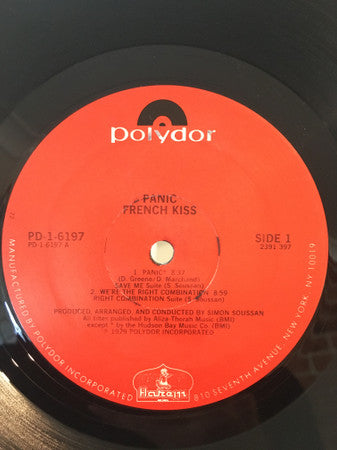 polydor
PANIC
FRENCH KISS
PD-1-6197
PD-1-6197 A
SIDE 1
2391 397
1. PANIC* 8:37
(D. Greene/D. Marchand)
SAVE ME Suite (S. Soussan)
2. WE'RE THE RIGHT COMBINATION 8:59
RIGHT COMBINATION Suite (S. Soussan)
PRODUCED, ARRANGED, AND CONDUCTED BY SIMON SOUSSAN
All titles published by Aliza-Therah Music (BMI)
except * by the Hudson Bay Music Co. (BMI)
℗ 1979 POLYDOR INCORPORATED
Harem
MANUFACTURED BY POLYDOR INCORPORATED 810 SEVENTH AVENUE, NEW YORK, NY 10019